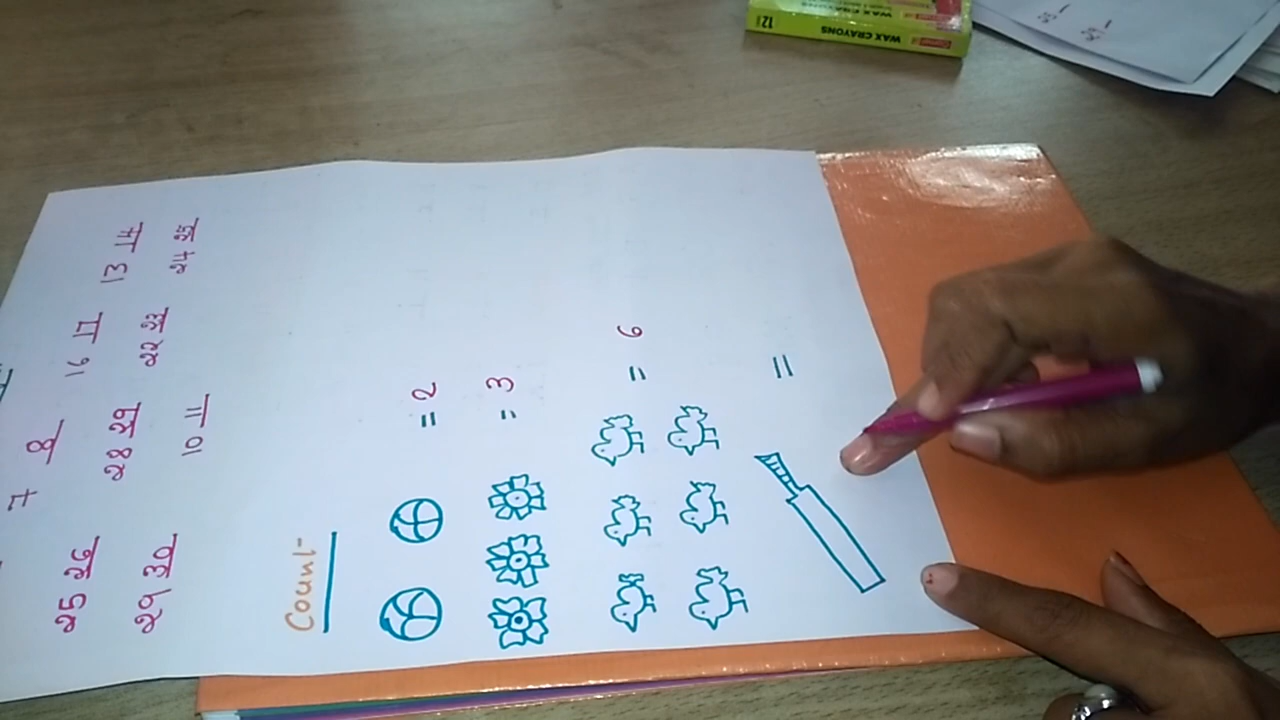 7 8
25 26 28 29 16 17 13 14
29 30 10 11 22 23 24 25
Count-
= 2
= 3
= 6
=
WAX CRAYONS
12